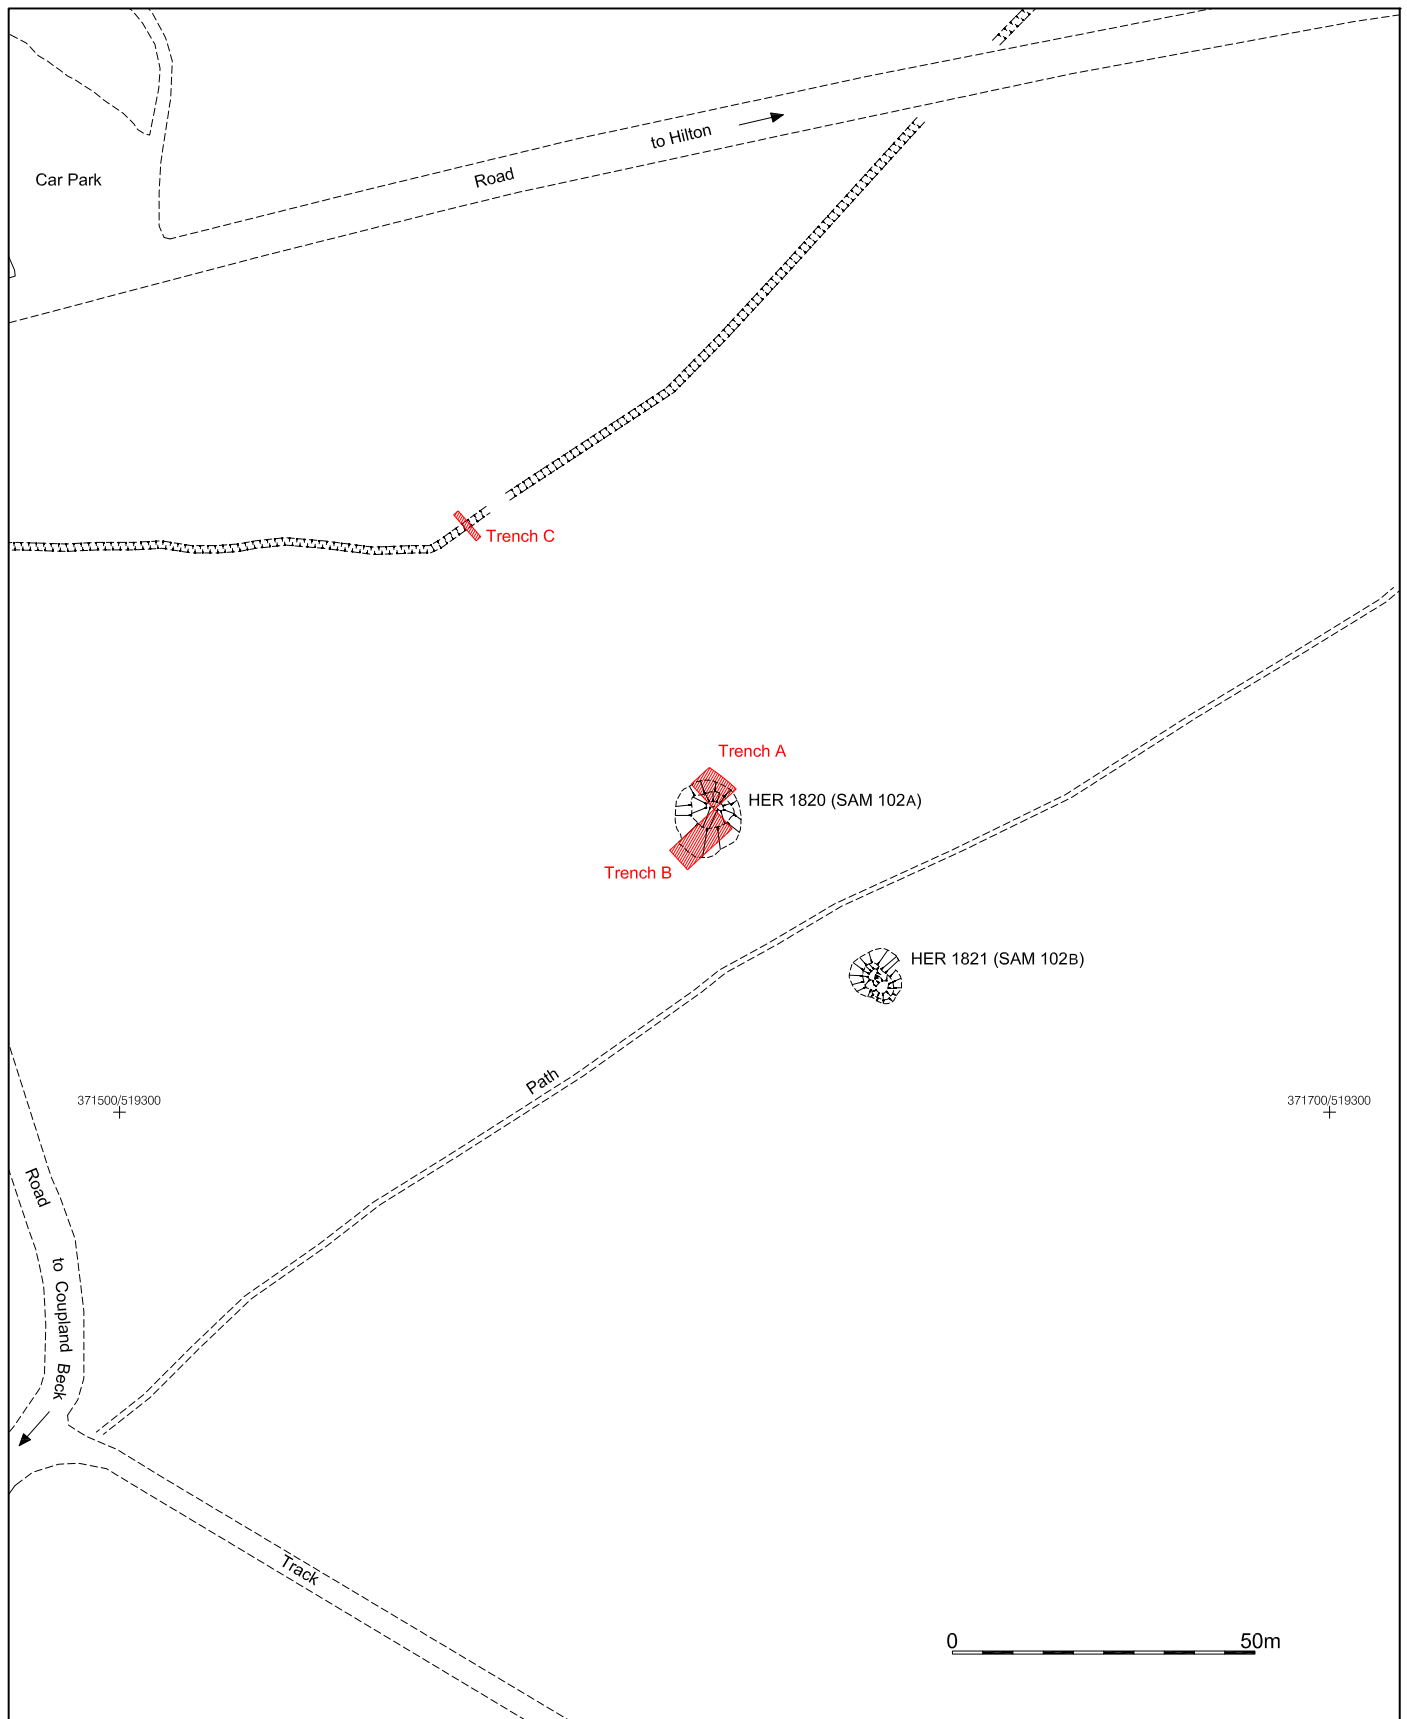 to Hilton
Road
Car Park
Trench C
Trench A
HER 1820 (SAM 102A)
Trench B
HER 1821 (SAM 102B)
Path
371500/519300
371700/519300
Road
to Coupland Beck
Track
0 50m